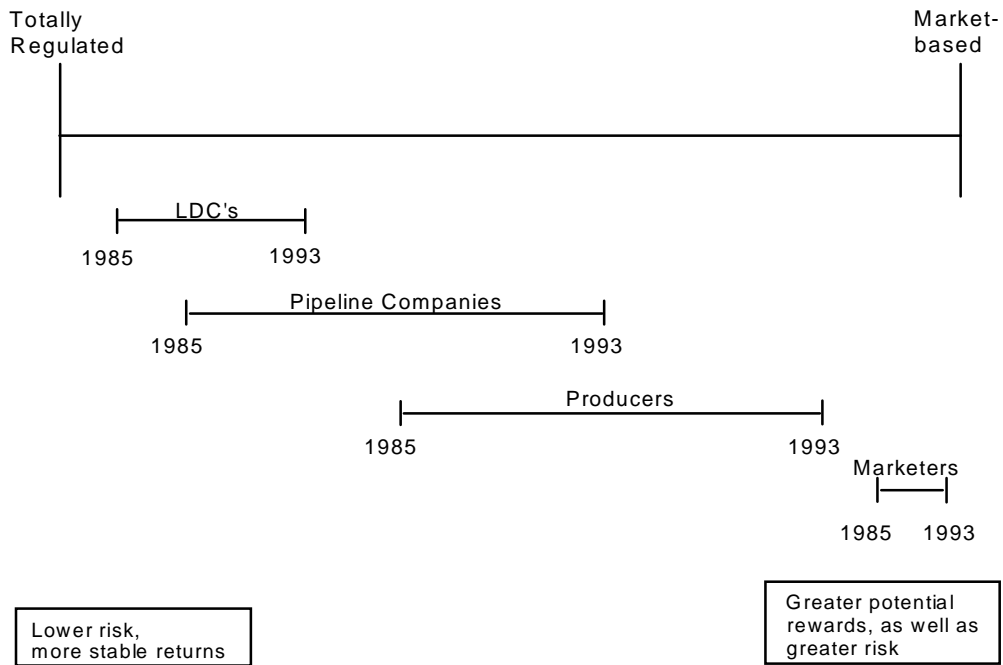 Totally
Regulated
Market-
based
LDC's
1985
1993
Pipeline Companies
1985
1993
Producers
1985
1993
Marketers
1985
1993
Lower risk,
more stable returns
Greater potential
rewards, as well as
greater risk